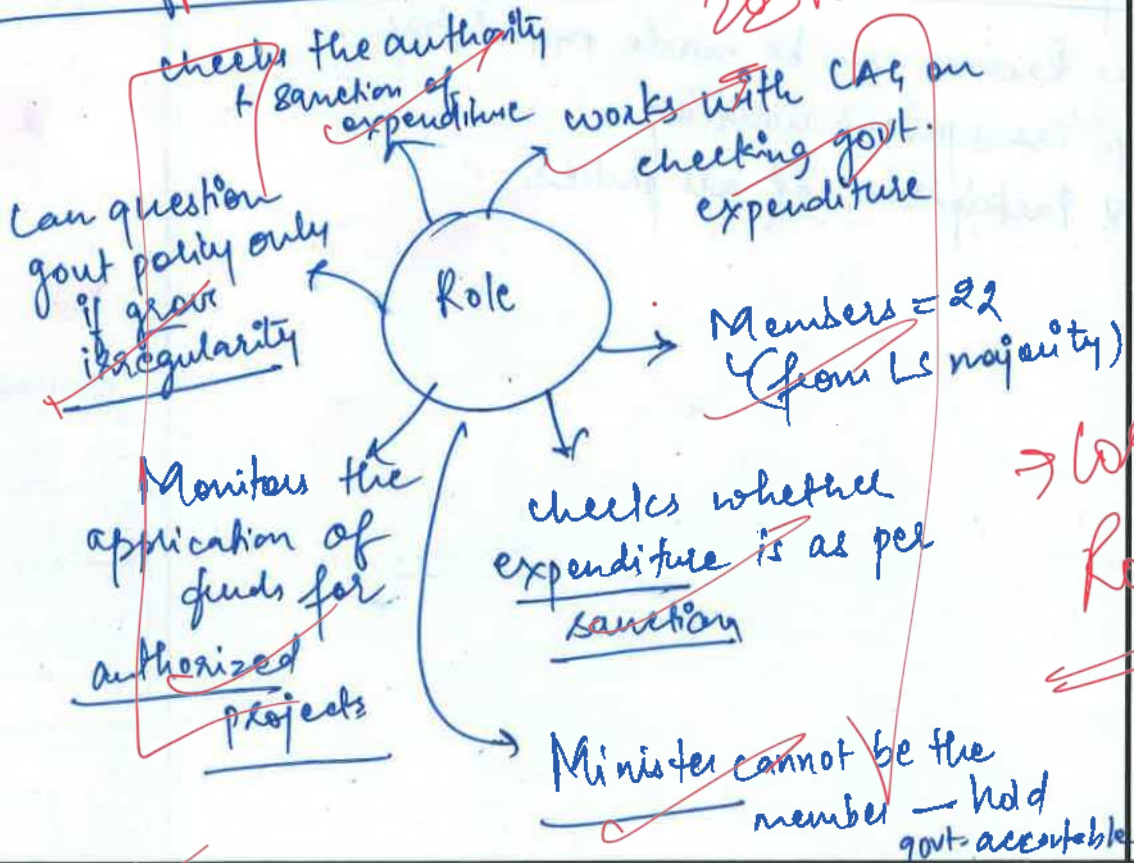 checks the authority
& sanction of
expenditure
works with CAG on
checking govt.
expenditure
Can question
govt policy only
if grave
irregularity
Role
Members = 22
(from LS majority)
Monitors the
application of
funds for
authorized
projects
checks whether
expenditure is as per
sanction
Minister cannot be the
member — hold
govt. accountable